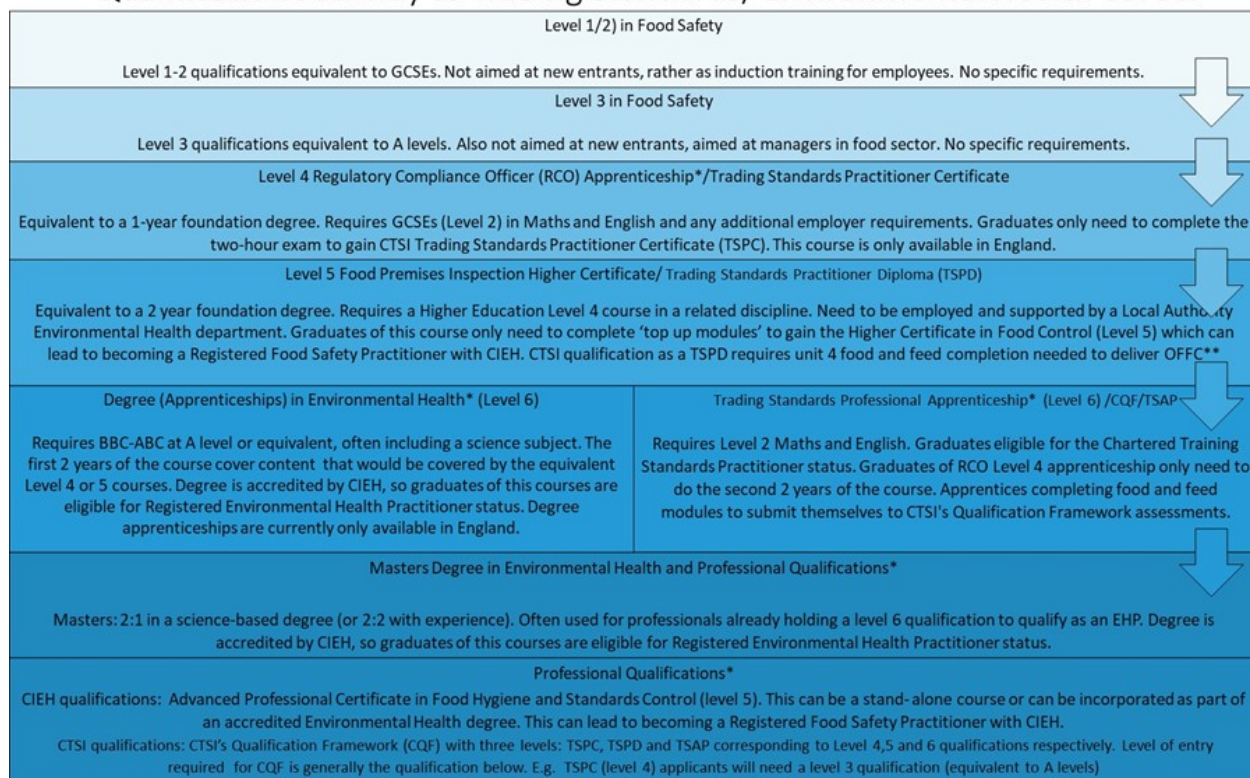 Level 1/2) in Food Safety
Level 1-2 qualifications equivalent to GCSEs. Not aimed at new entrants, rather as induction training for employees. No specific requirements.
Level 3 in Food Safety
Level 3 qualifications equivalent to A levels. Also not aimed at new entrants, aimed at managers in food sector. No specific requirements.
Level 4 Regulatory Compliance Officer (RCO) Apprenticeship*/Trading Standards Practitioner Certificate
Equivalent to a 1-year foundation degree. Requires GCSEs (Level 2) in Maths and English and any additional employer requirements. Graduates only need to complete the
two-hour exam to gain CTSI Trading Standards Practitioner Certificate (TSPC). This course is only available in England.
Level 5 Food Premises Inspection Higher Certificate/ Trading Standards Practitioner Diploma (TSPD)
Equivalent to a 2 year foundation degree. Requires a Higher Education Level 4 course in a related discipline. Need to be employed and supported by a Local Authority
Environmental Health department. Graduates of this course only need to complete ‘top up modules’ to gain the Higher Certificate in Food Control (Level 5) which can
lead to becoming a Registered Food Safety Practitioner with CIEH. CTSI qualification as a TSPD requires unit 4 food and feed completion needed to deliver OFFC**
Degree (Apprenticeships) in Environmental Health* (Level 6)
Requires BBC-ABC at A level or equivalent, often including a science subject. The
first 2 years of the course cover content that would be covered by the equivalent
Level 4 or 5 courses. Degree is accredited by CIEH, so graduates of this courses are
eligible for Registered Environmental Health Practitioner status. Degree
apprenticeships are currently only available in England.
Trading Standards Professional Apprenticeship* (Level 6) /CQF/TSAP
Requires Level 2 Maths and English. Graduates eligible for the Chartered Training
Standards Practitioner status. Graduates of RCO Level 4 apprenticeship only need to
do the second 2 years of the course. Apprentices completing food and feed
modules to submit themselves to CTSI's Qualification Framework assessments.
Masters Degree in Environmental Health and Professional Qualifications*
Masters: 2:1 in a science-based degree (or 2:2 with experience). Often used for professionals already holding a level 6 qualification to qualify as an EHP. Degree is
accredited by CIEH, so graduates of this courses are eligible for Registered Environmental Health Practitioner status.
Professional Qualifications*
CIEH qualifications: Advanced Professional Certificate in Food Hygiene and Standards Control (level 5). This can be a stand- alone course or can be incorporated as part of
an accredited Environmental Health degree. This can lead to becoming a Registered Food Safety Practitioner with CIEH.
CTSI qualifications: CTSI’s Qualification Framework (CQF) with three levels: TSPC, TSPD and TSAP corresponding to Level 4,5 and 6 qualifications respectively. Level of entry
required for CQF is generally the qualification below. E.g. TSPC (level 4) applicants will need a level 3 qualification (equivalent to A levels)